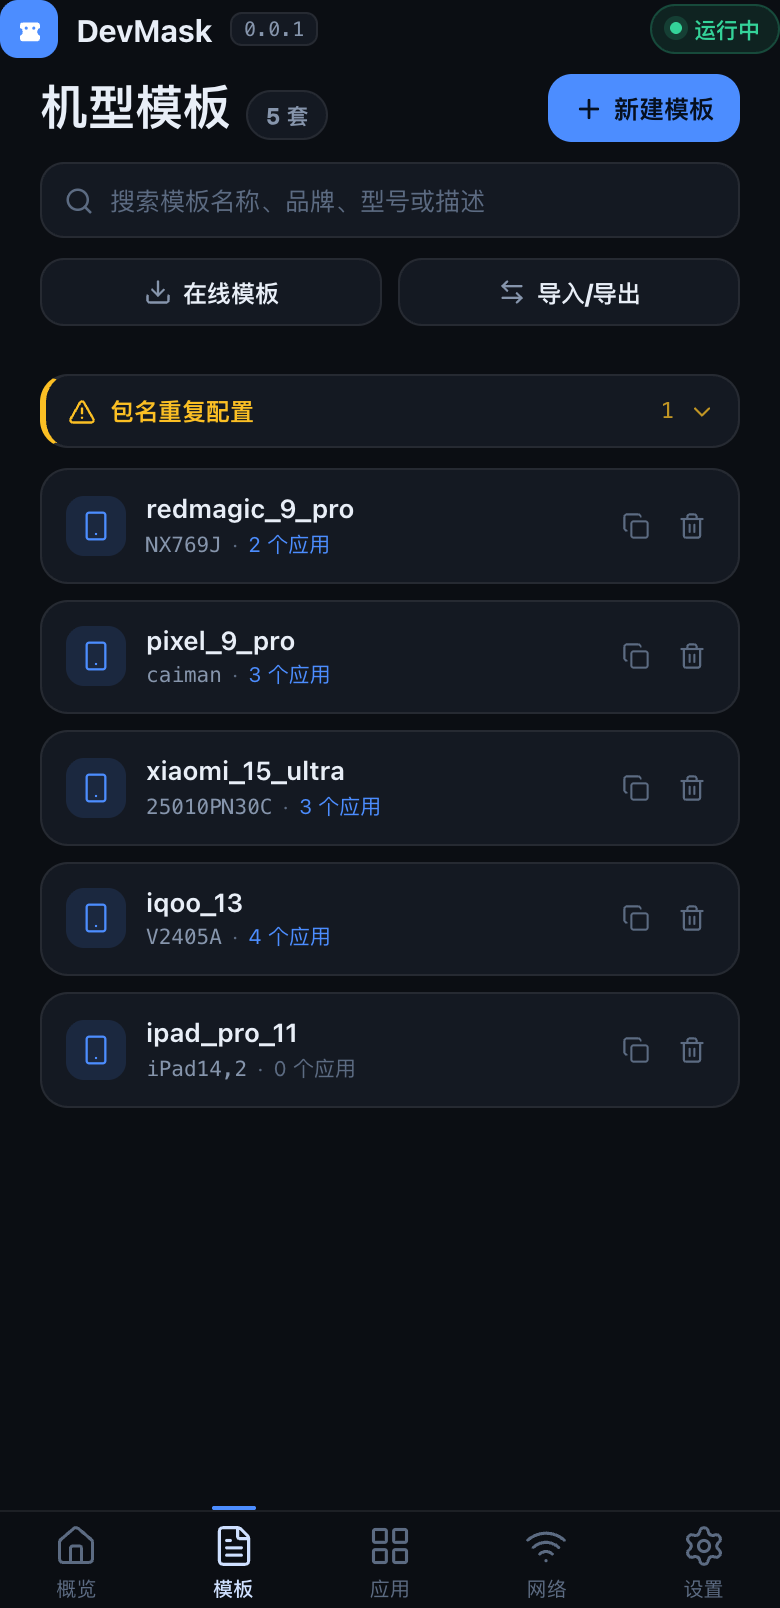 DevMask 0.0.1 运行中
机型模板 5 套 新建模板
搜索模板名称、品牌、型号或描述
在线模板 导入/导出
包名重复配置 1
redmagic_9_pro
NX769J · 2 个应用
pixel_9_pro
caiman · 3 个应用
xiaomi_15_ultra
25010PN30C · 3 个应用
iqoo_13
V2405A · 4 个应用
ipad_pro_11
iPad14,2 · 0 个应用
概览 模板 应用 网络 设置